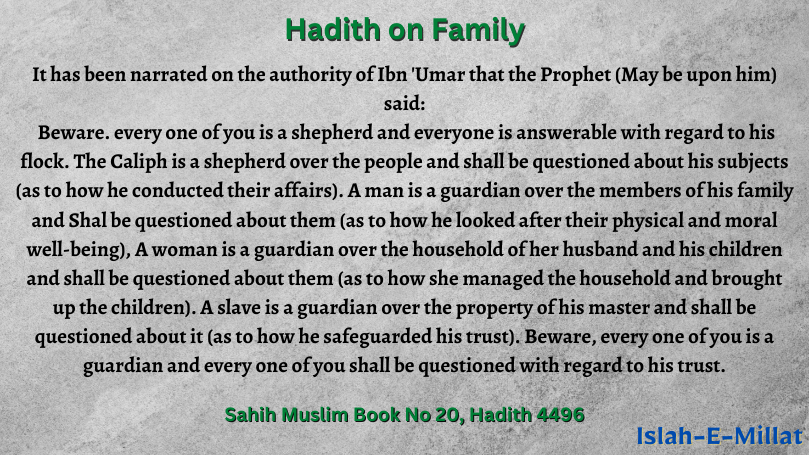 Hadith on Family
It has been narrated on the authority of Ibn 'Umar that the Prophet (May be upon him)
said:
Beware. every one of you is a shepherd and everyone is answerable with regard to his
flock. The Caliph is a shepherd over the people and shall be questioned about his subjects
(as to how he conducted their affairs). A man is a guardian over the members of his family
and Shal be questioned about them (as to how he looked after their physical and moral
well-being), A woman is a guardian over the household of her husband and his children
and shall be questioned about them (as to how she managed the household and brought
up the children). A slave is a guardian over the property of his master and shall be
questioned about it (as to how he safeguarded his trust). Beware, every one of you is a
guardian and every one of you shall be questioned with regard to his trust.
Sahih Muslim Book No 20, Hadith 4496
Islah-E-Millat